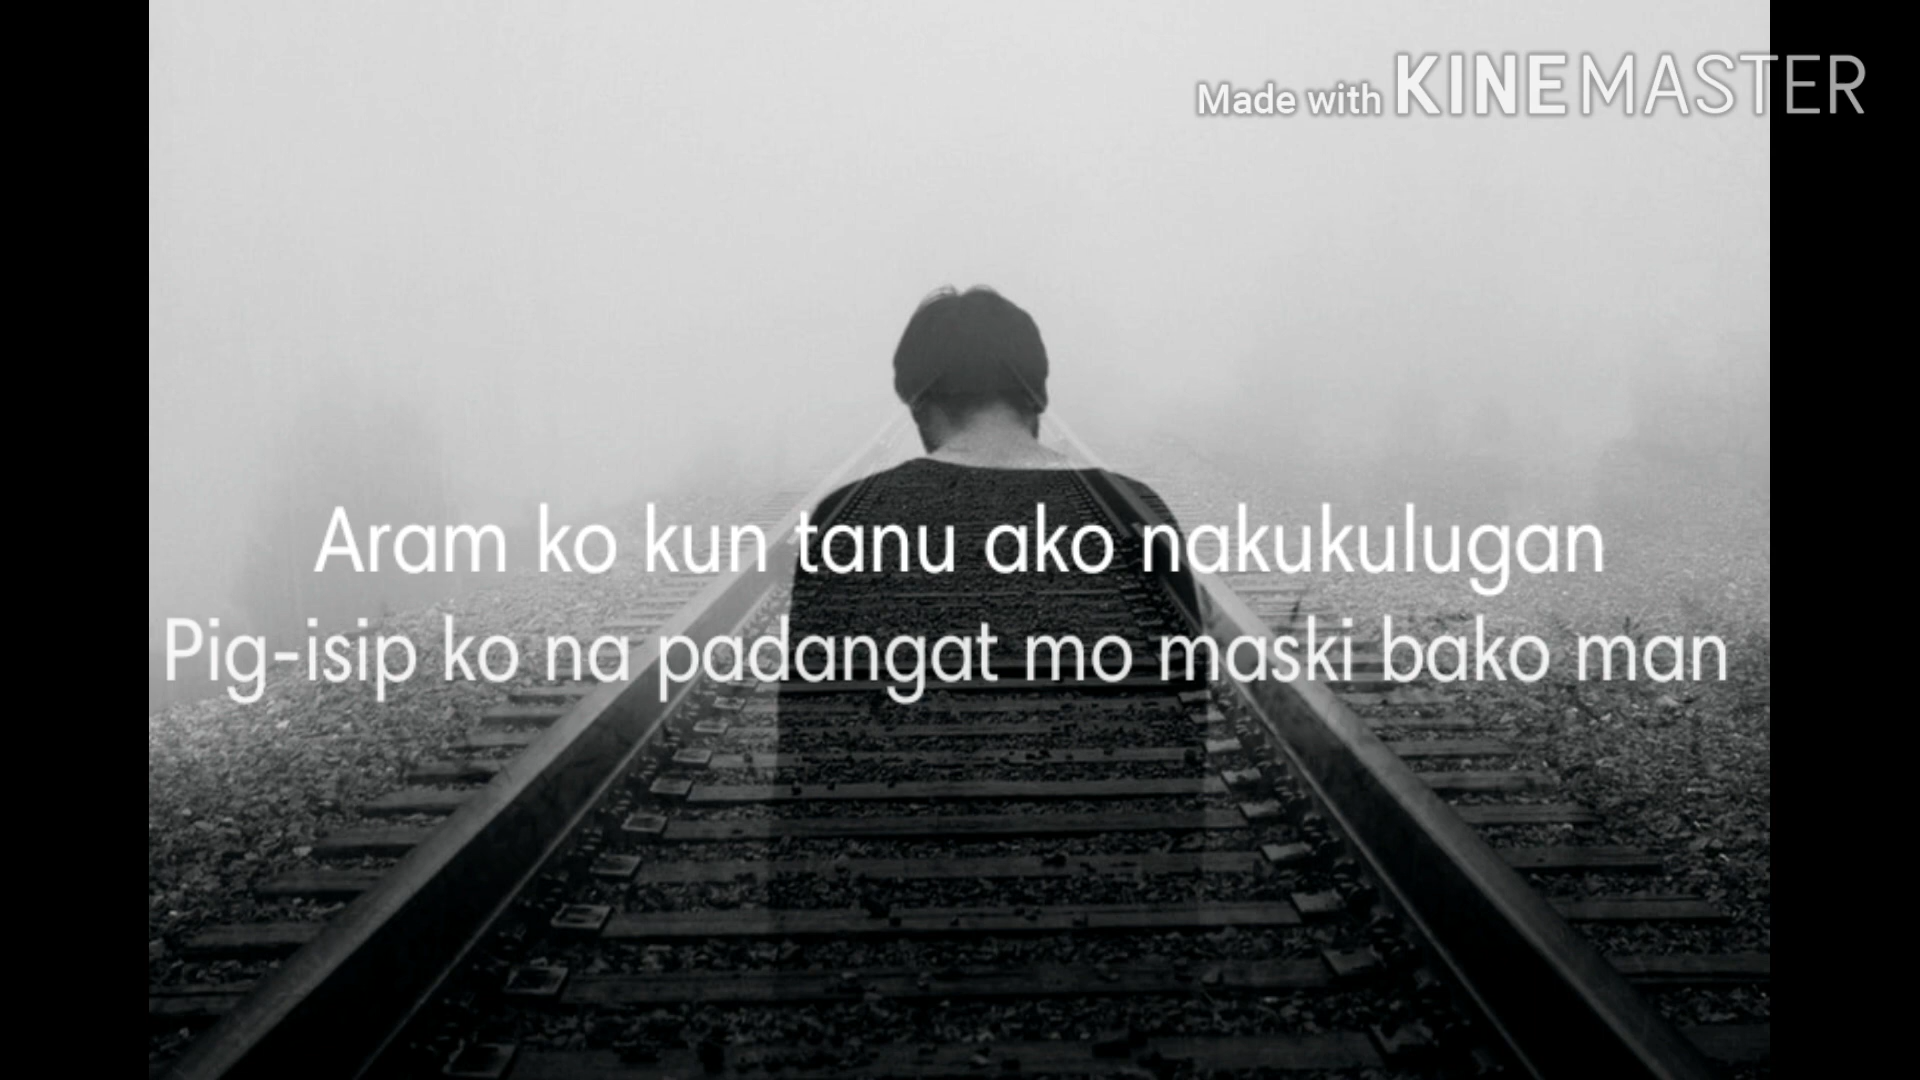 Made with KINEMASTER
Aram ko kun tanu ako nakukulugan
Pig-isip ko na padangat mo maski bako man